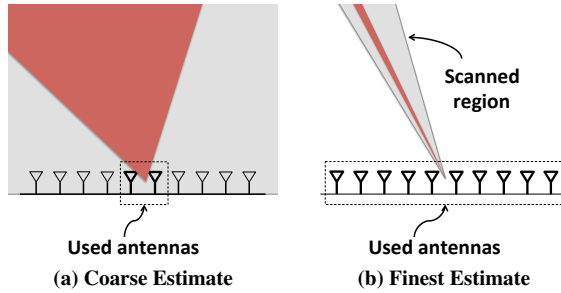 Scanned
region
Used antennas
Used antennas
(a) Coarse Estimate
(b) Finest Estimate